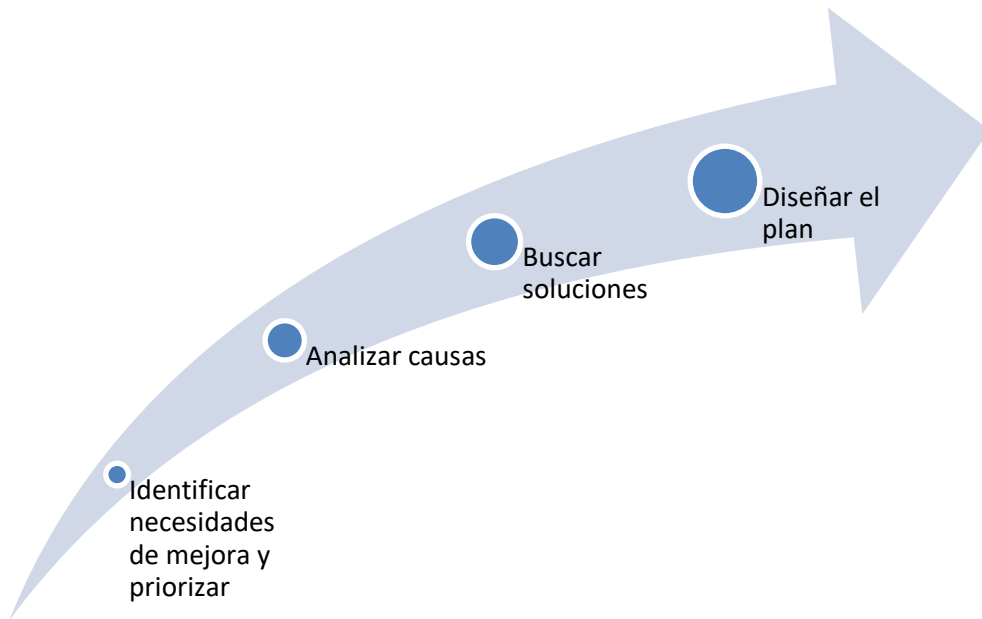 Diseñar el
plan
Buscar
soluciones
Analizar causas
Identificar
necesidades
de mejora y
priorizar